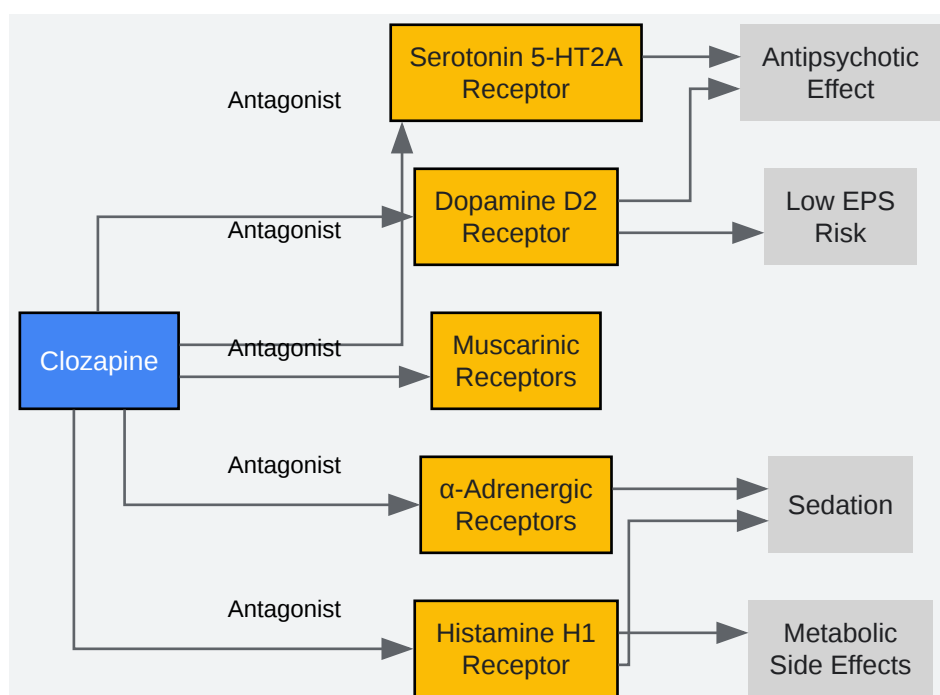 Serotonin 5-HT2A
Receptor
Antipsychotic
Effect
Antagonist
Dopamine D2
Receptor
Low EPS
Risk
Antagonist
Clozapine
Antagonist
Muscarinic
Receptors
Antagonist
α-Adrenergic
Receptors
Sedation
Antagonist
Histamine H1
Receptor
Metabolic
Side Effects